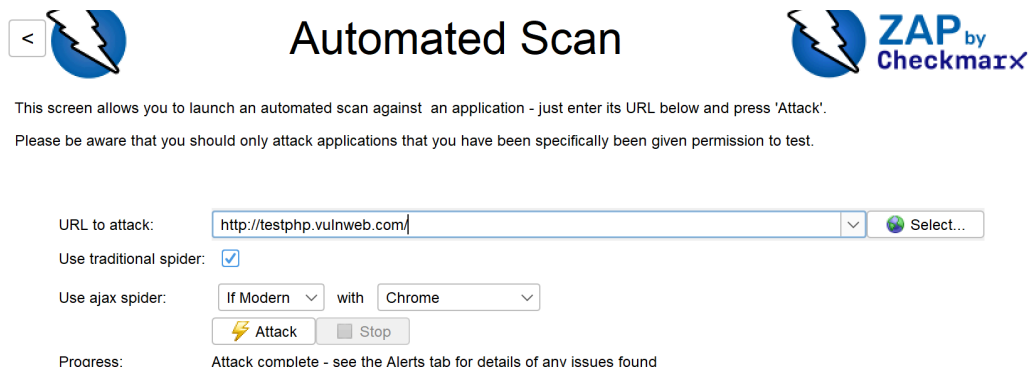 <
Automated Scan
ZAP by
Checkmarx
This screen allows you to launch an automated scan against an application - just enter its URL below and press 'Attack'.
Please be aware that you should only attack applications that you have been specifically been given permission to test.
URL to attack: http://testphp.vulnweb.com/ Select...
Use traditional spider:
Use ajax spider: If Modern with Chrome
Attack Stop
Progress: Attack complete - see the Alerts tab for details of any issues found